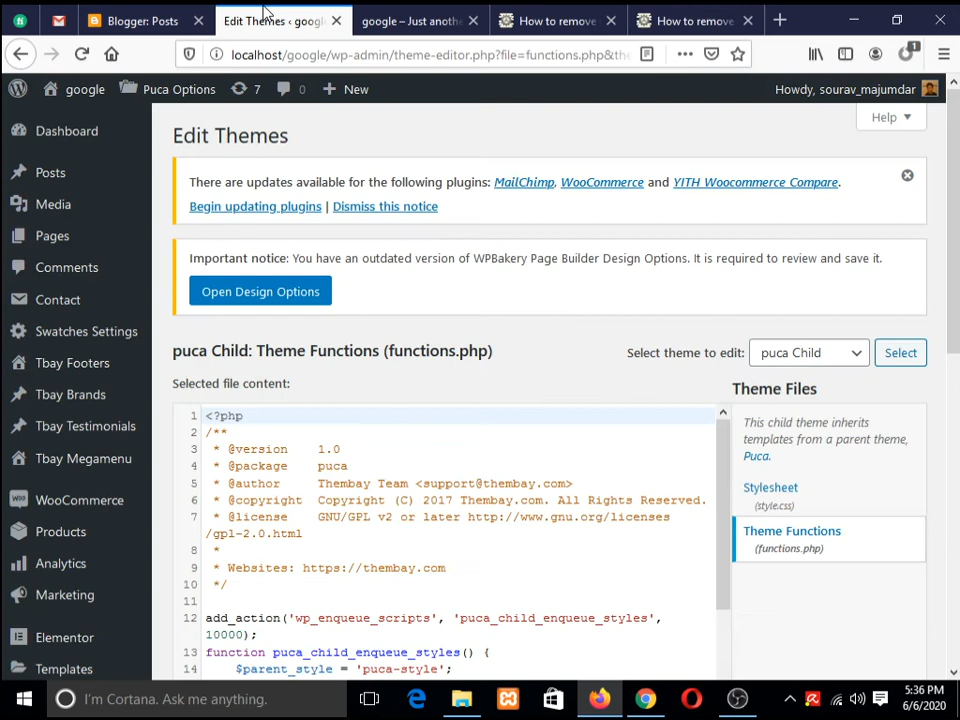 Blogger: Posts
Edit Themes ‹ googl
google – Just anoth
How to remove
How to remove
localhost/google/wp-admin/theme-editor.php?file=functions.php&the
google
Puca Options
7
0
New
Howdy, sourav_majumdar
Dashboard
Posts
Media
Pages
Comments
Contact
Swatches Settings
Tbay Footers
Tbay Brands
Tbay Testimonials
Tbay Megamenu
WooCommerce
Products
Analytics
Marketing
Elementor
Templates
Help
Edit Themes
There are updates available for the following plugins: MailChimp, WooCommerce and YITH Woocommerce Compare.
Begin updating plugins | Dismiss this notice
Important notice: You have an outdated version of WPBakery Page Builder Design Options. It is required to review and save it.
Open Design Options
puca Child: Theme Functions (functions.php)
Select theme to edit:
puca Child
Select
Selected file content:
1 <?php
2 /**
3 * @version 1.0
4 * @package puca
5 * @author Thembay Team <support@thembay.com>
6 * @copyright Copyright (C) 2017 Thembay.com. All Rights Reserved.
7 * @license GNU/GPL v2 or later http://www.gnu.org/licenses
/gpl-2.0.html
8 *
9 * Websites: https://thembay.com
10 */
11
12 add_action('wp_enqueue_scripts', 'puca_child_enqueue_styles',
10000);
13 function puca_child_enqueue_styles() {
14 $parent_style = 'puca-style';
Theme Files
This child theme inherits
templates from a parent theme,
Puca.
Stylesheet
(style.css)
Theme Functions
(functions.php)
I'm Cortana. Ask me anything.
5:36 PM
6/6/2020
1